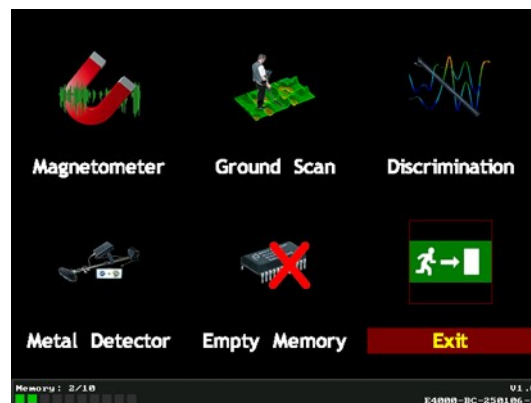 Magnetometer
Ground Scan
Discrimination
Metal Detector
Empty Memory
Exit
Memory: 2/10